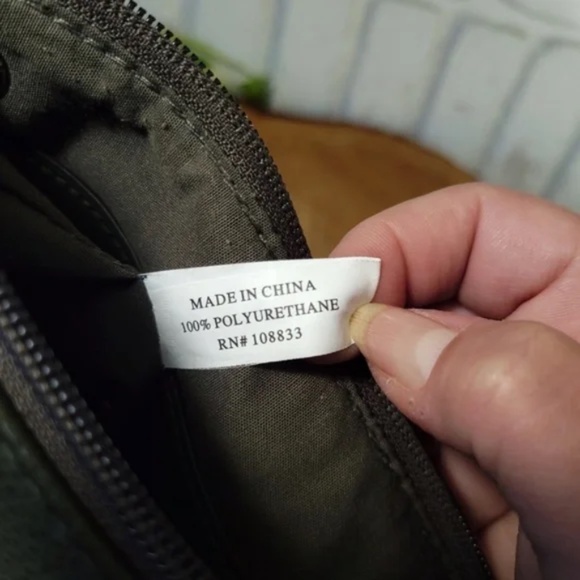 MADE IN CHINA
100% POLYURETHANE
RN# 108833